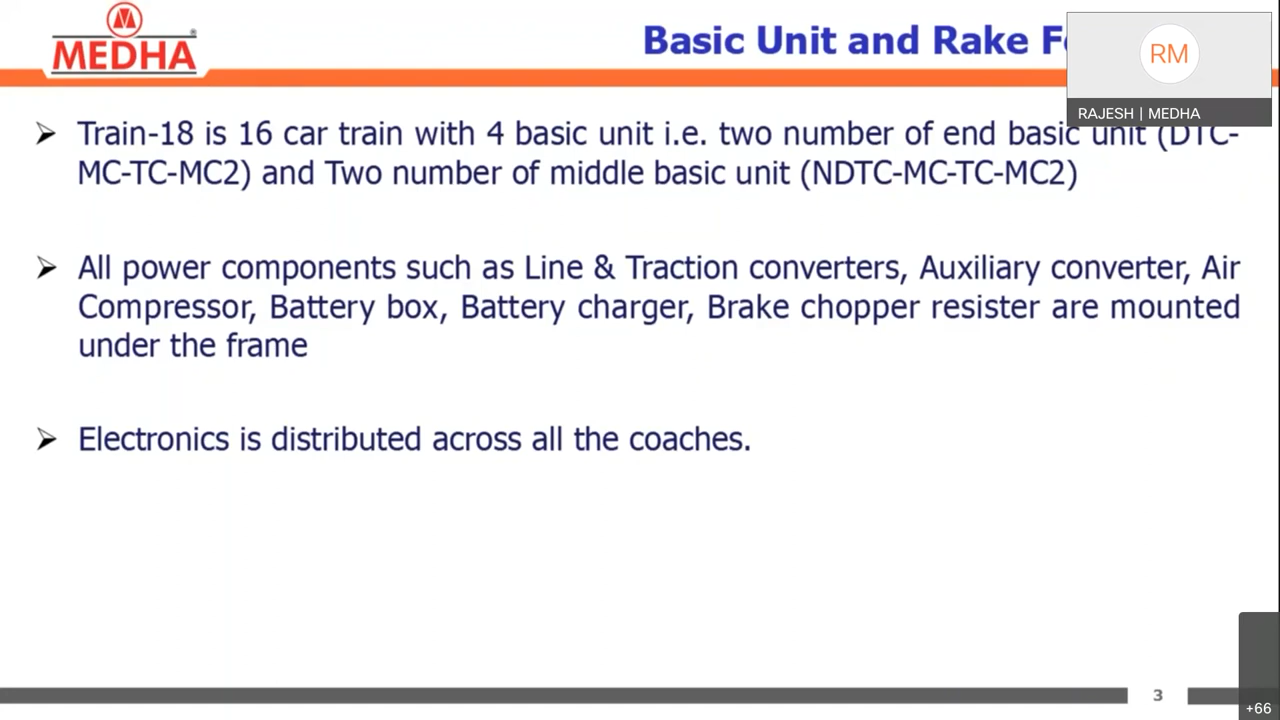 MEDHA
Basic Unit and Rake
RM
RAJESH | MEDHA
Train-18 is 16 car train with 4 basic unit i.e. two number of end basic unit (DTC-
MC-TC-MC2) and Two number of middle basic unit (NDTC-MC-TC-MC2)
All power components such as Line & Traction converters, Auxiliary converter, Air
Compressor, Battery box, Battery charger, Brake chopper resister are mounted
under the frame
Electronics is distributed across all the coaches.
3
+66